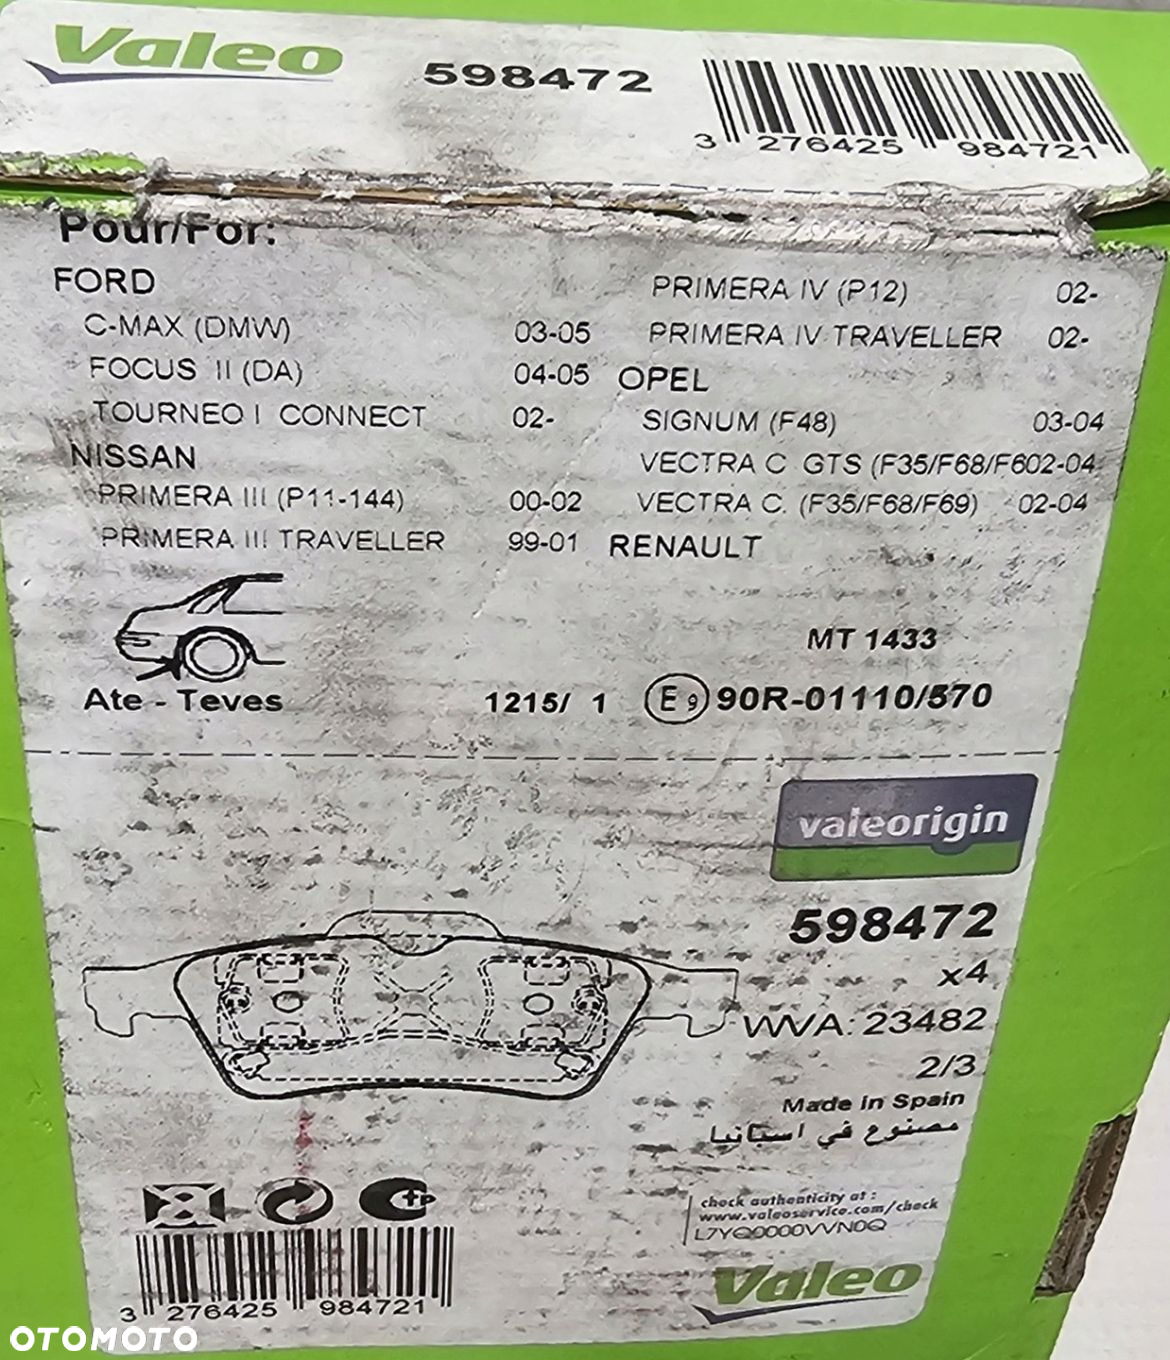 Valeo
598472
3 276425 984721
Pour/For:
FORD
C-MAX (DMW) 03-05
FOCUS II (DA) 04-05
TOURNEO I CONNECT 02-
NISSAN
PRIMERA III (P11-144) 00-02
PRIMERA III TRAVELLER 99-01
PRIMERA IV (P12) 02-
PRIMERA IV TRAVELLER 02-
OPEL
SIGNUM (F48) 03-04
VECTRA C GTS (F35/F68/F602-04
VECTRA C. (F35/F68/F69) 02-04
RENAULT
MT 1433
Ate - Teves
1215/ 1 E9 90R-01110/570
valeorigin
598472
x4
WVA: 23482
2/3
Made in Spain
مصنوع في اسبانيا
tP
check authenticity at :
www.valeoservice.com/check
L7YQ0000VVN0Q
3 276425 984721
Valeo
OTOMOTO